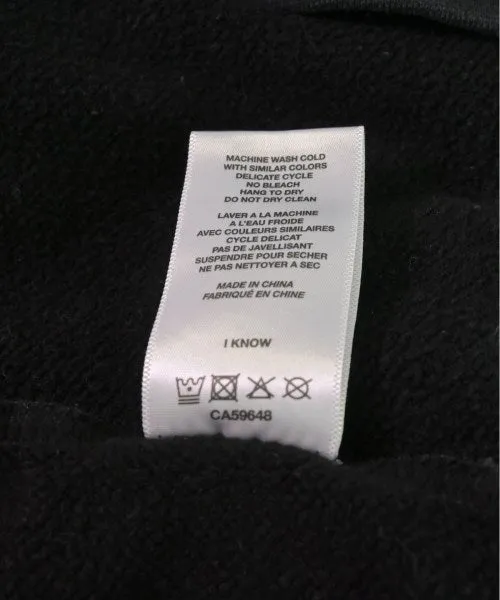 MACHINE WASH COLD
WITH SIMILAR COLORS
DELICATE CYCLE
NO BLEACH
HANG TO DRY
DO NOT DRY CLEAN
LAVER A LA MACHINE
A L'EAU FROIDE
AVEC COULEURS SIMILAIRES
CYCLE DELICAT
PAS DE JAVELLISANT
SUSPENDRE POUR SECHER
NE PAS NETTOYER A SEC
MADE IN CHINA
FABRIQUÉ EN CHINE
I KNOW
CA59648